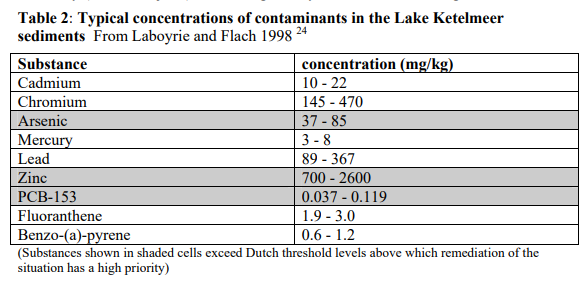 Table 2: Typical concentrations of contaminants in the Lake Ketelmeer
sediments From Laboyrie and Flach 1998 24
Substance concentration (mg/kg)
Cadmium 10 - 22
Chromium 145 - 470
Arsenic 37 - 85
Mercury 3 - 8
Lead 89 - 367
Zinc 700 - 2600
PCB-153 0.037 - 0.119
Fluoranthene 1.9 - 3.0
Benzo-(a)-pyrene 0.6 - 1.2
(Substances shown in shaded cells exceed Dutch threshold levels above which remediation of the
situation has a high priority)